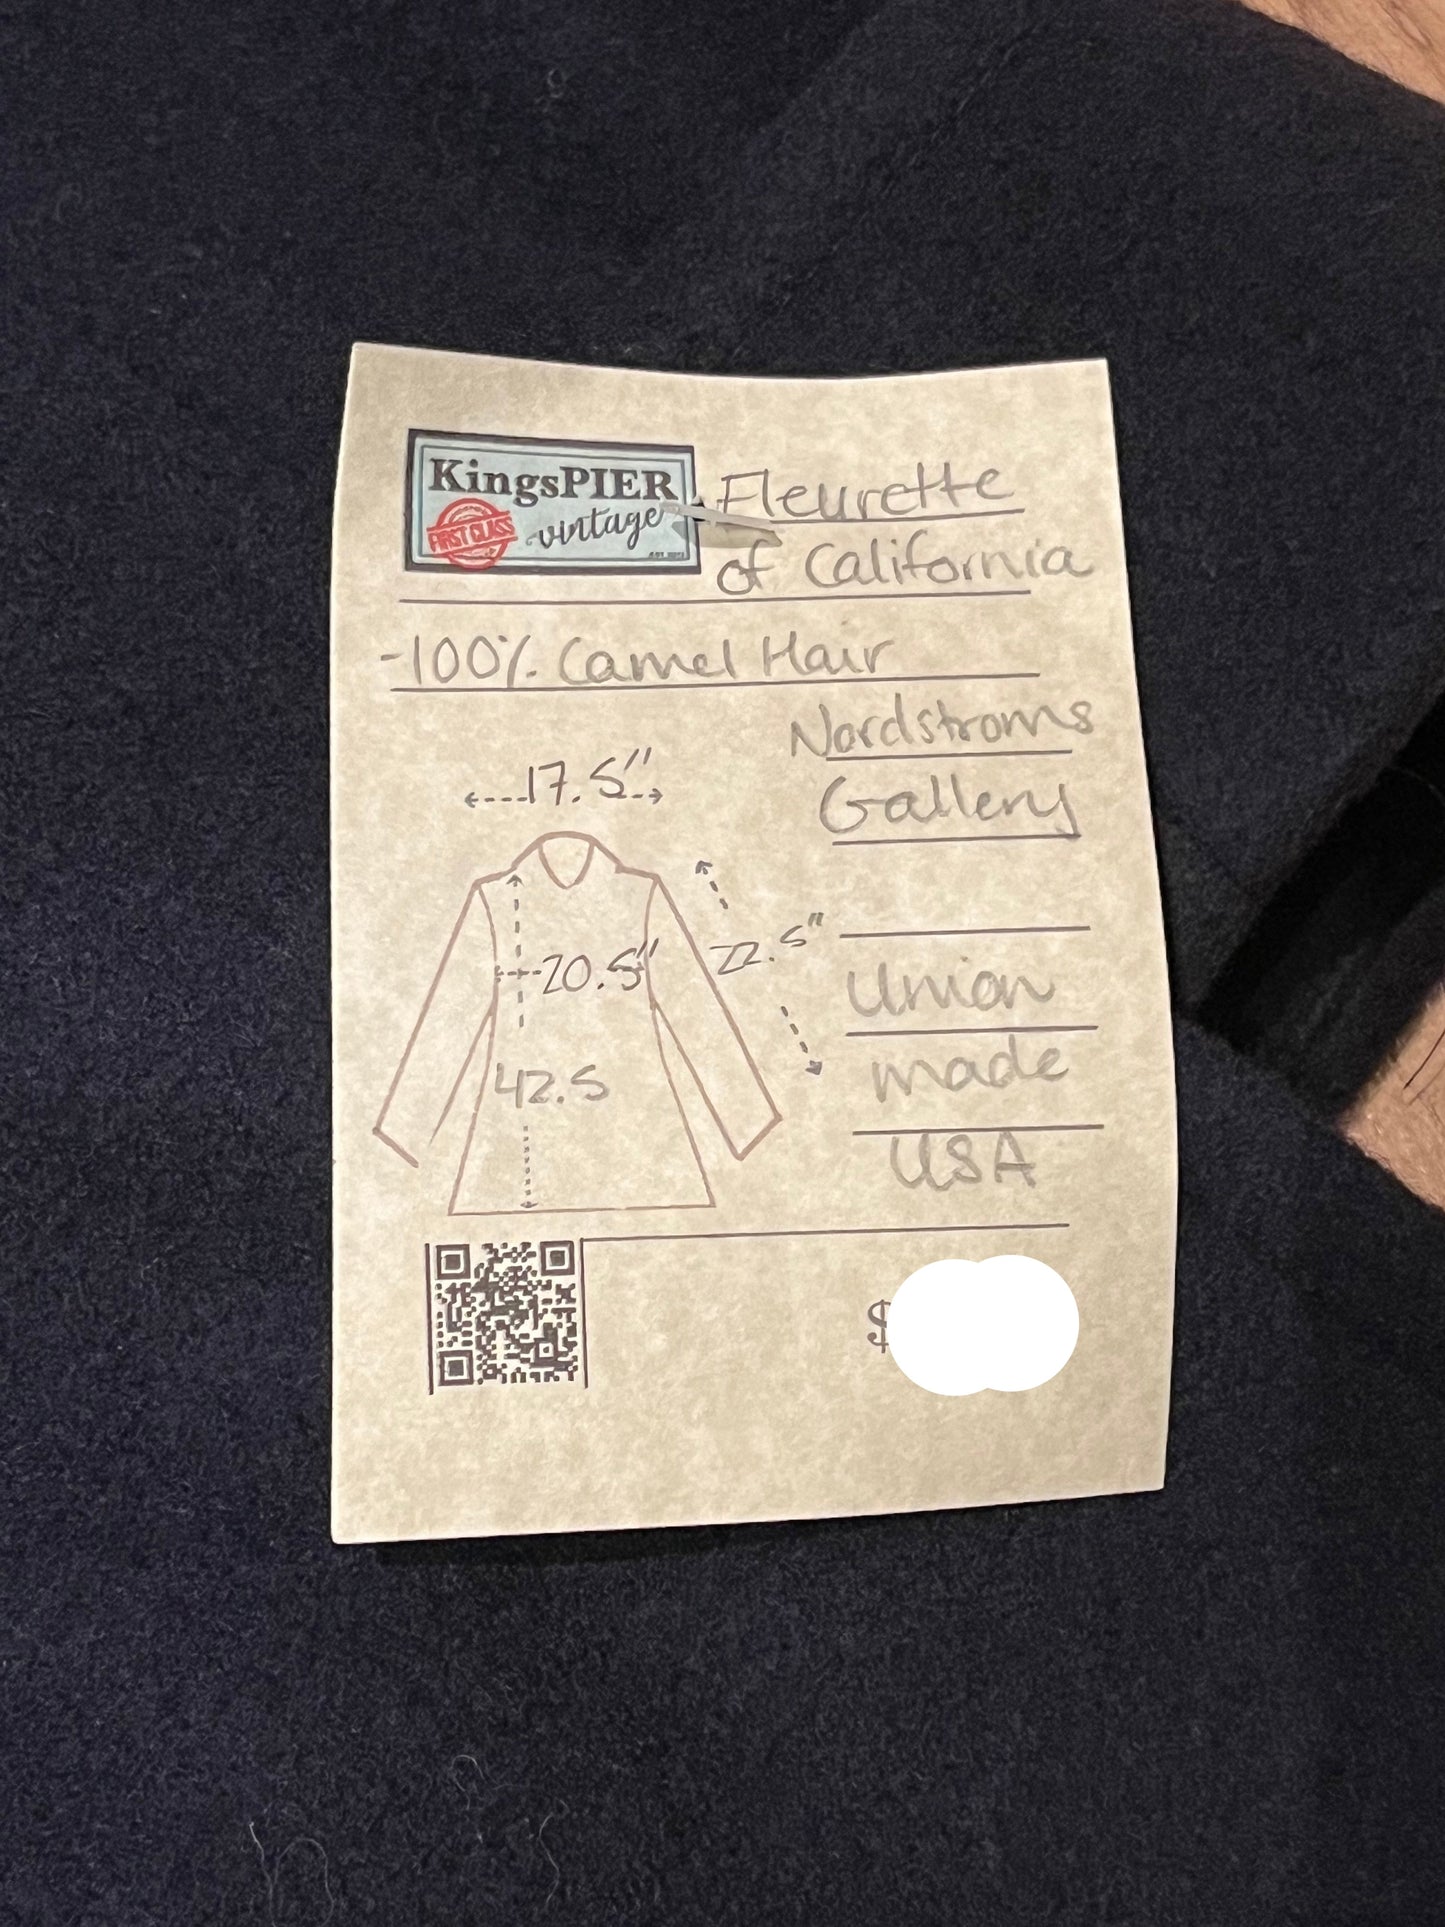 KingsPIER
FIRST CLASS
vintage
Fleurette
of California
-100% Camel Hair
Nordstroms
Gallery
17.5"
22.5"
20.5"
42.5
Union
made
USA
$